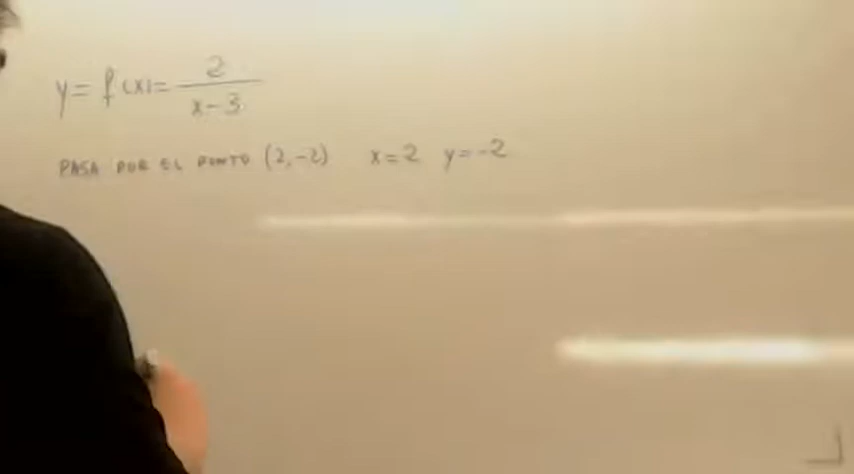 y = f(x) = 2/(x-3)
PASA POR EL PUNTO (2,-2) x=2 y=-2